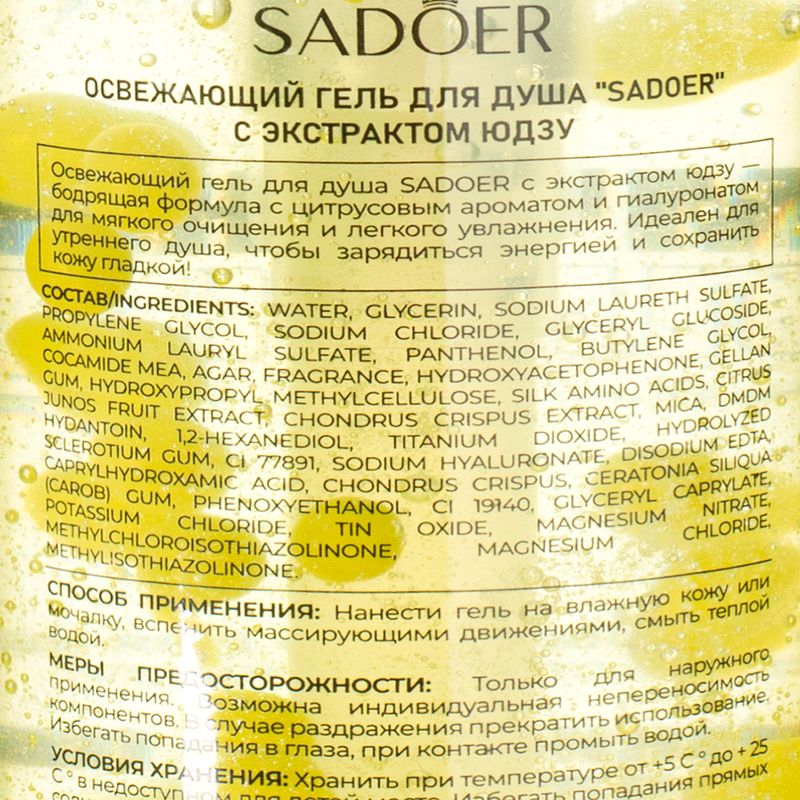 SADOER
ОСВЕЖАЮЩИЙ ГЕЛЬ ДЛЯ ДУША "SADOER"
С ЭКСТРАКТОМ ЮДЗУ
Освежающий гель для душа SADOER с экстрактом юдзу —
бодрящая формула с цитрусовым ароматом и гиалуронатом
для мягкого очищения и легкого увлажнения. Идеален для
утреннего душа, чтобы зарядиться энергией и сохранить
кожу гладкой!
СОСТАВ/INGREDIENTS: WATER, GLYCERIN, SODIUM LAURETH SULFATE,
PROPYLENE GLYCOL, SODIUM CHLORIDE, GLYCERYL GLUCOSIDE,
AMMONIUM LAURYL SULFATE, PANTHENOL, BUTYLENE GLYCOL,
COCAMIDE MEA, AGAR, FRAGRANCE, HYDROXYACETOPHENONE, GELLAN
GUM, HYDROXYPROPYL METHYLCELLULOSE, SILK AMINO ACIDS, CITRUS
JUNOS FRUIT EXTRACT, CHONDRUS CRISPUS EXTRACT, MICA, DMDM
HYDANTOIN, 1,2-HEXANEDIOL, TITANIUM DIOXIDE, HYDROLYZED
SCLEROTIUM GUM, CI 77891, SODIUM HYALURONATE, DISODIUM EDTA,
CAPRYLHYDROXAMIC ACID, CHONDRUS CRISPUS, CERATONIA SILIQUA
(CAROB) GUM, PHENOXYETHANOL, CI 19140, GLYCERYL CAPRYLATE,
POTASSIUM CHLORIDE, TIN OXIDE, MAGNESIUM NITRATE,
METHYLCHLOROISOTHIAZOLINONE, MAGNESIUM CHLORIDE,
METHYLISOTHIAZOLINONE.
СПОСОБ ПРИМЕНЕНИЯ: Нанести гель на влажную кожу или
мочалку, вспенить массирующими движениями, смыть теплой
водой.
МЕРЫ ПРЕДОСТОРОЖНОСТИ: Только для наружного
применения. Возможна индивидуальная непереносимость
компонентов. В случае раздражения прекратить использование.
Избегать попадания в глаза, при контакте промыть водой.
УСЛОВИЯ ХРАНЕНИЯ: Хранить при температуре от +5 С ° до + 25
С ° в недоступном для детей месте. Избегать попадания прямых